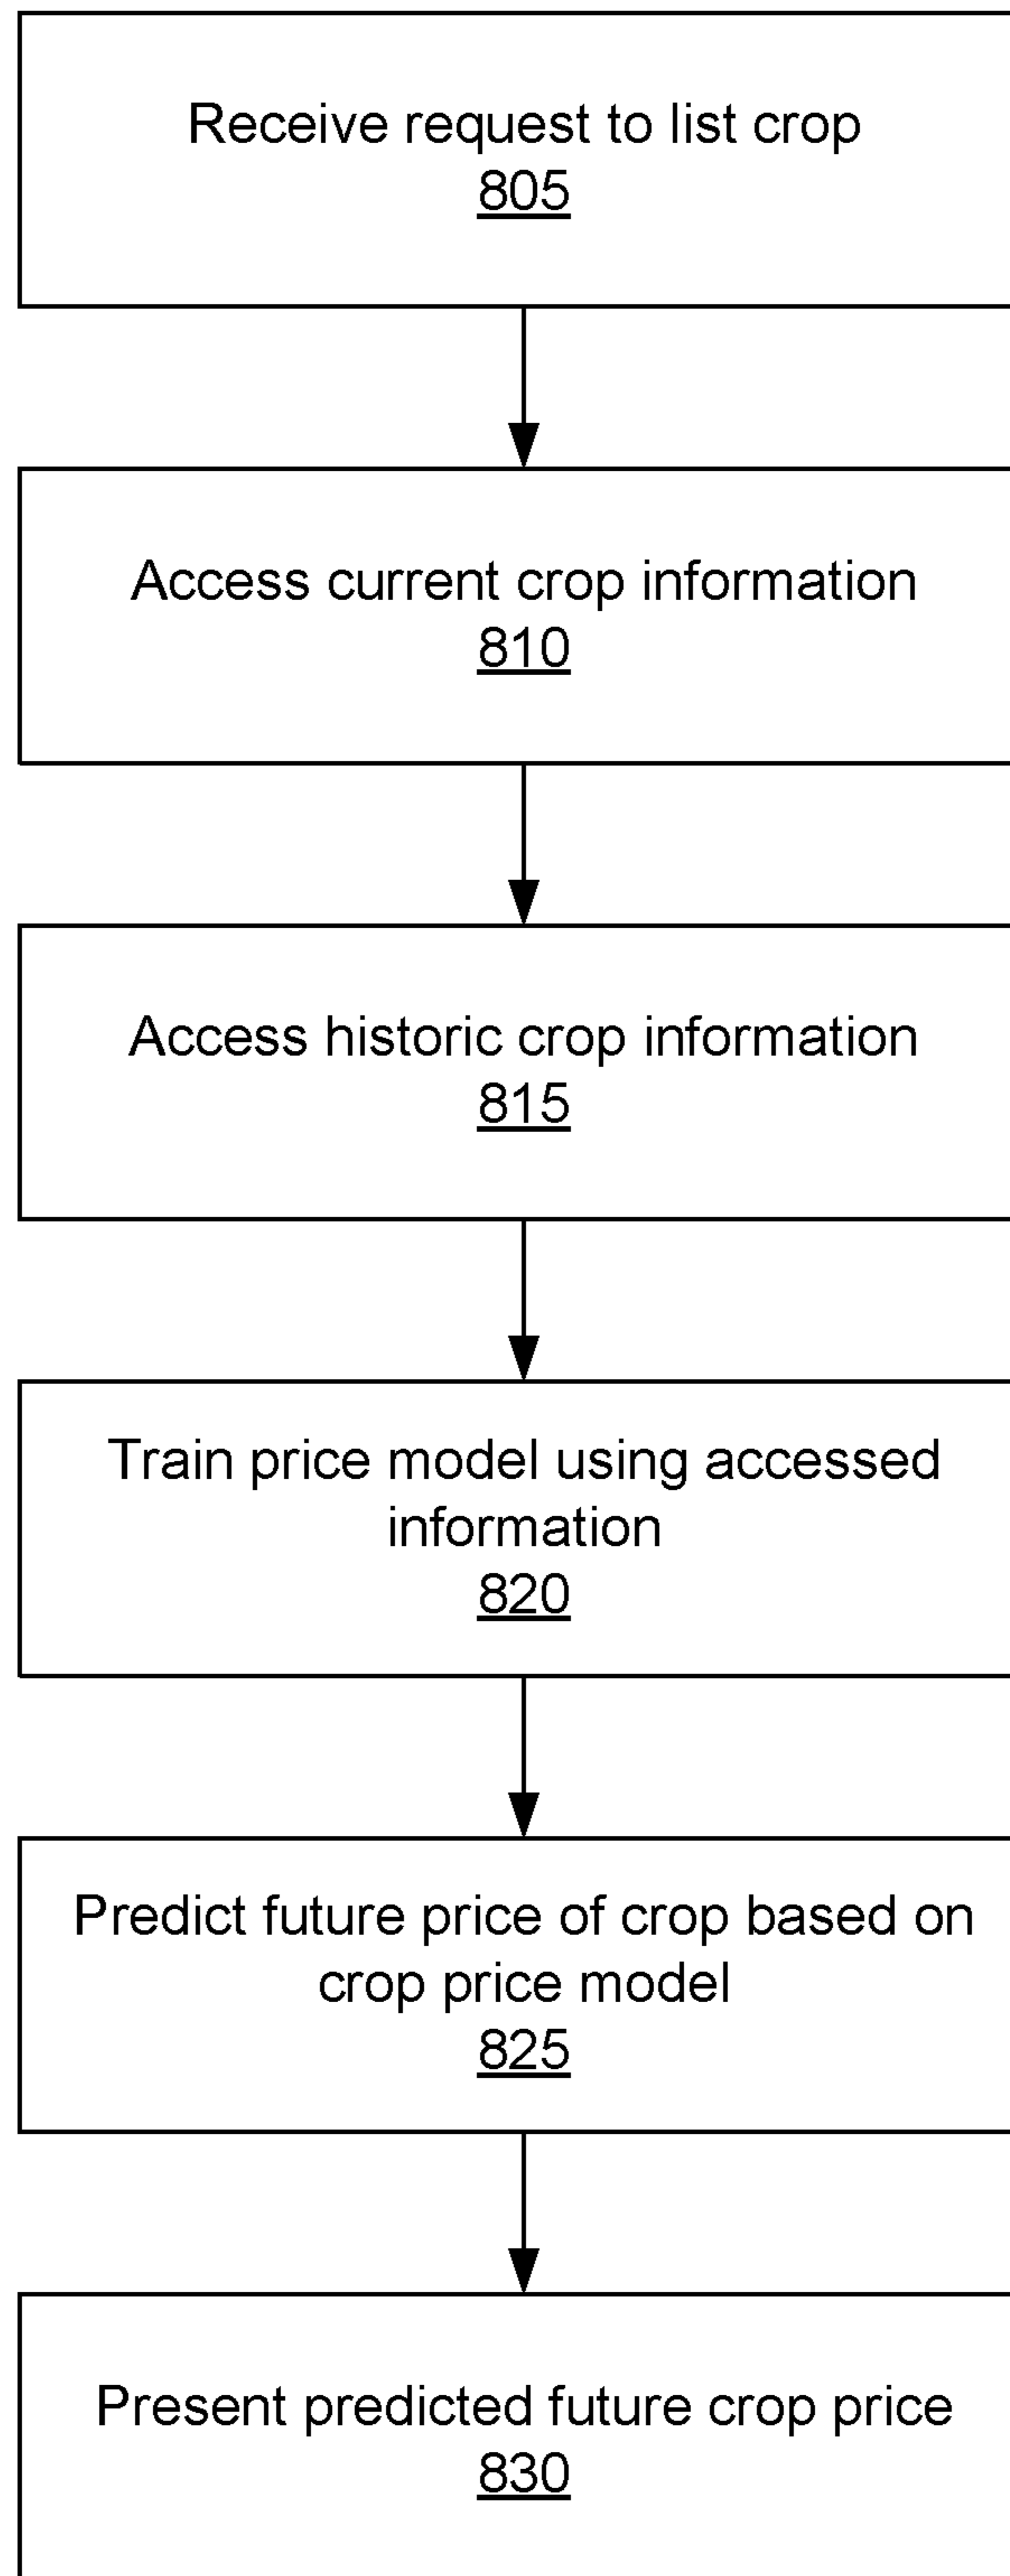 Receive request to list crop
805
Access current crop information
810
Access historic crop information
815
Train price model using accessed
information
820
Predict future price of crop based on
crop price model
825
Present predicted future crop price
830